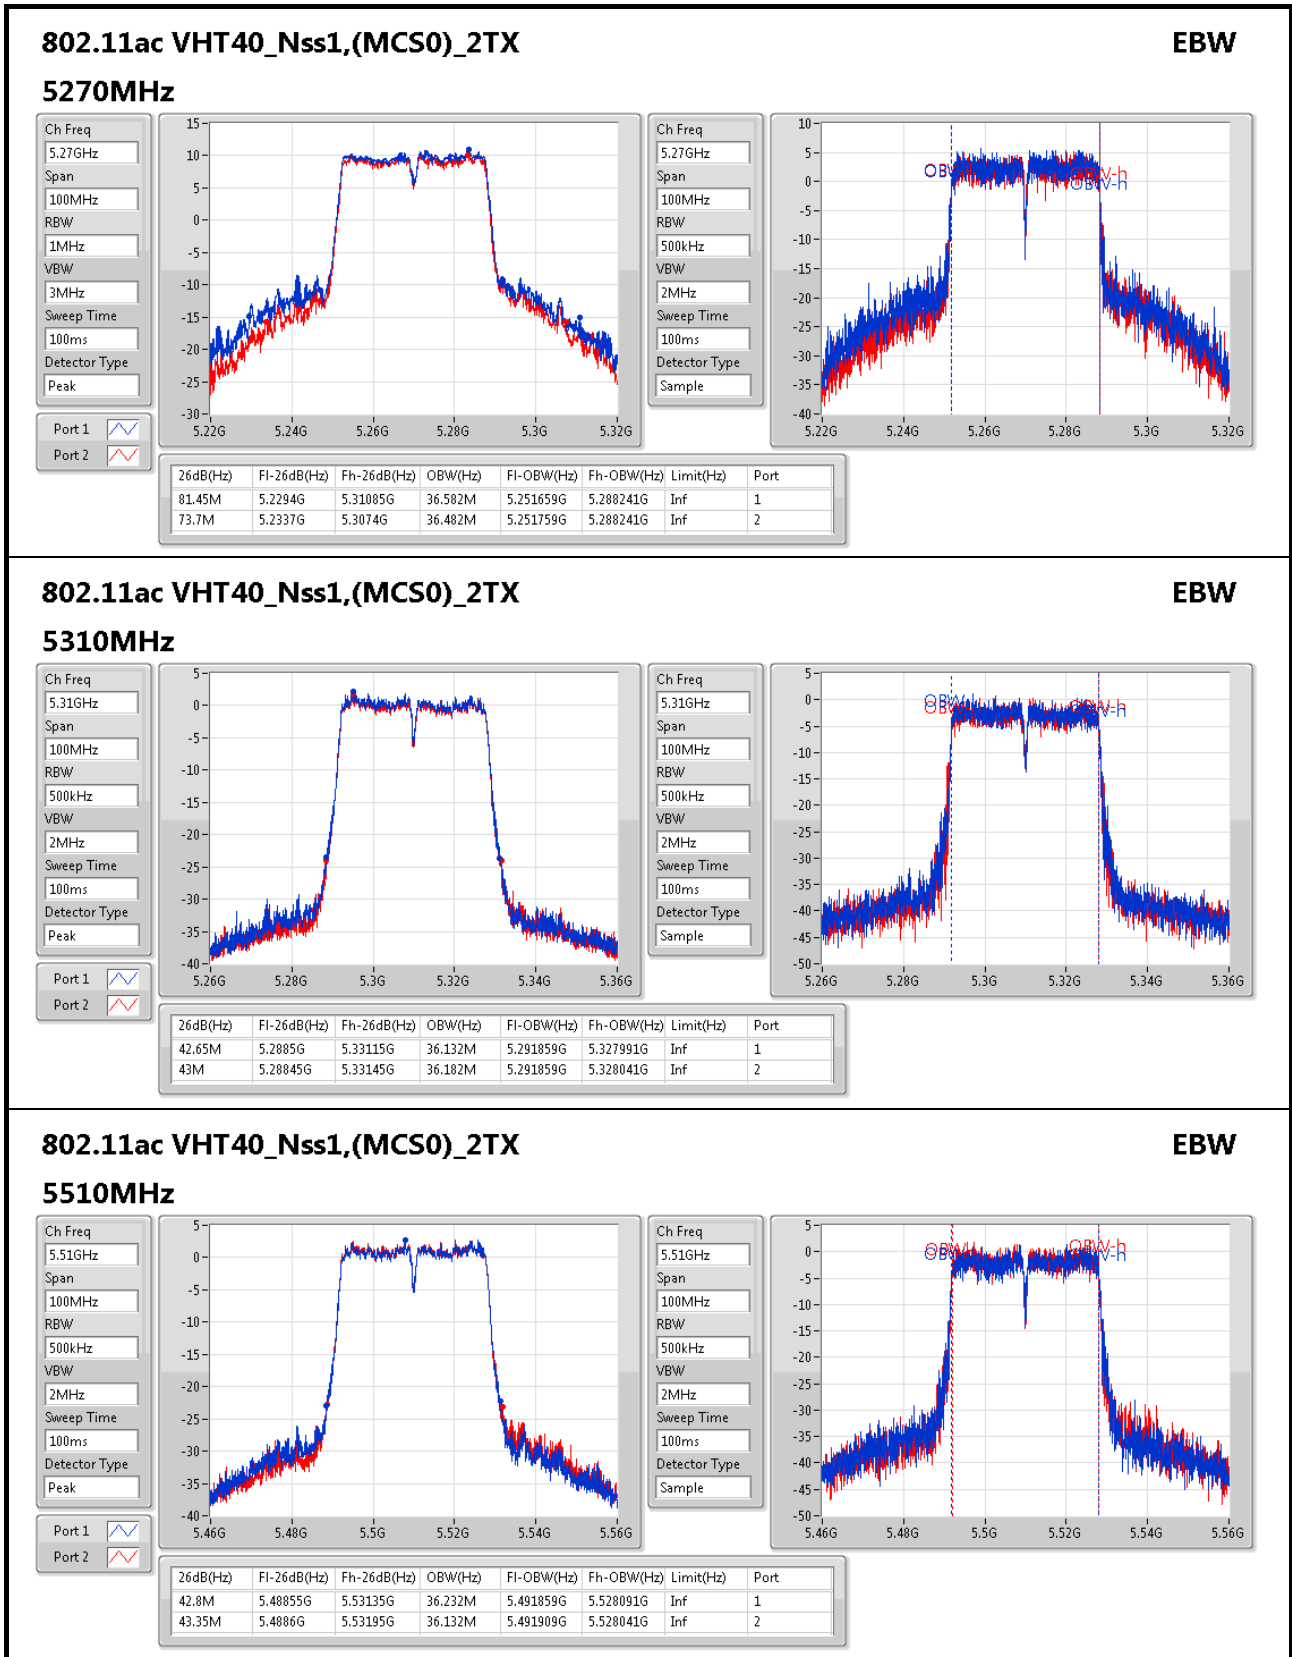 802.11ac VHT40_Nss1,(MCS0)_2TX EBW
5270MHz
Ch Freq
5.27GHz
Span
100MHz
RBW
1MHz
VBW
3MHz
Sweep Time
100ms
Detector Type
Peak
Port 1
Port 2
15
10
5
0
-5
-10
-15
-20
-25
-30
5.22G 5.24G 5.26G 5.28G 5.3G 5.32G
Ch Freq
5.27GHz
Span
100MHz
RBW
500kHz
VBW
2MHz
Sweep Time
100ms
Detector Type
Sample
10
5
0
-5
-10
-15
-20
-25
-30
-35
-40
OBW-h
5.22G 5.24G 5.26G 5.28G 5.3G 5.32G
26dB(Hz) Fl-26dB(Hz) Fh-26dB(Hz) OBW(Hz) Fl-OBW(Hz) Fh-OBW(Hz) Limit(Hz) Port
81.45M 5.2294G 5.31085G 36.582M 5.251659G 5.288241G Inf 1
73.7M 5.2337G 5.3074G 36.482M 5.251759G 5.288241G Inf 2
802.11ac VHT40_Nss1,(MCS0)_2TX EBW
5310MHz
Ch Freq
5.31GHz
Span
100MHz
RBW
500kHz
VBW
2MHz
Sweep Time
100ms
Detector Type
Peak
Port 1
Port 2
5
0
-5
-10
-15
-20
-25
-30
-35
-40
5.26G 5.28G 5.3G 5.32G 5.34G 5.36G
Ch Freq
5.31GHz
Span
100MHz
RBW
500kHz
VBW
2MHz
Sweep Time
100ms
Detector Type
Sample
5
0
-5
-10
-15
-20
-25
-30
-35
-40
-45
-50
OBW-h
5.26G 5.28G 5.3G 5.32G 5.34G 5.36G
26dB(Hz) Fl-26dB(Hz) Fh-26dB(Hz) OBW(Hz) Fl-OBW(Hz) Fh-OBW(Hz) Limit(Hz) Port
42.65M 5.2885G 5.33115G 36.132M 5.291859G 5.327991G Inf 1
43M 5.28845G 5.33145G 36.182M 5.291859G 5.328041G Inf 2
802.11ac VHT40_Nss1,(MCS0)_2TX EBW
5510MHz
Ch Freq
5.51GHz
Span
100MHz
RBW
500kHz
VBW
2MHz
Sweep Time
100ms
Detector Type
Peak
Port 1
Port 2
5
0
-5
-10
-15
-20
-25
-30
-35
-40
5.46G 5.48G 5.5G 5.52G 5.54G 5.56G
Ch Freq
5.51GHz
Span
100MHz
RBW
500kHz
VBW
2MHz
Sweep Time
100ms
Detector Type
Sample
5
0
-5
-10
-15
-20
-25
-30
-35
-40
-45
-50
OBW-h
5.46G 5.48G 5.5G 5.52G 5.54G 5.56G
26dB(Hz) Fl-26dB(Hz) Fh-26dB(Hz) OBW(Hz) Fl-OBW(Hz) Fh-OBW(Hz) Limit(Hz) Port
42.8M 5.48855G 5.53135G 36.232M 5.491859G 5.528091G Inf 1
43.35M 5.4886G 5.53195G 36.132M 5.491909G 5.528041G Inf 2